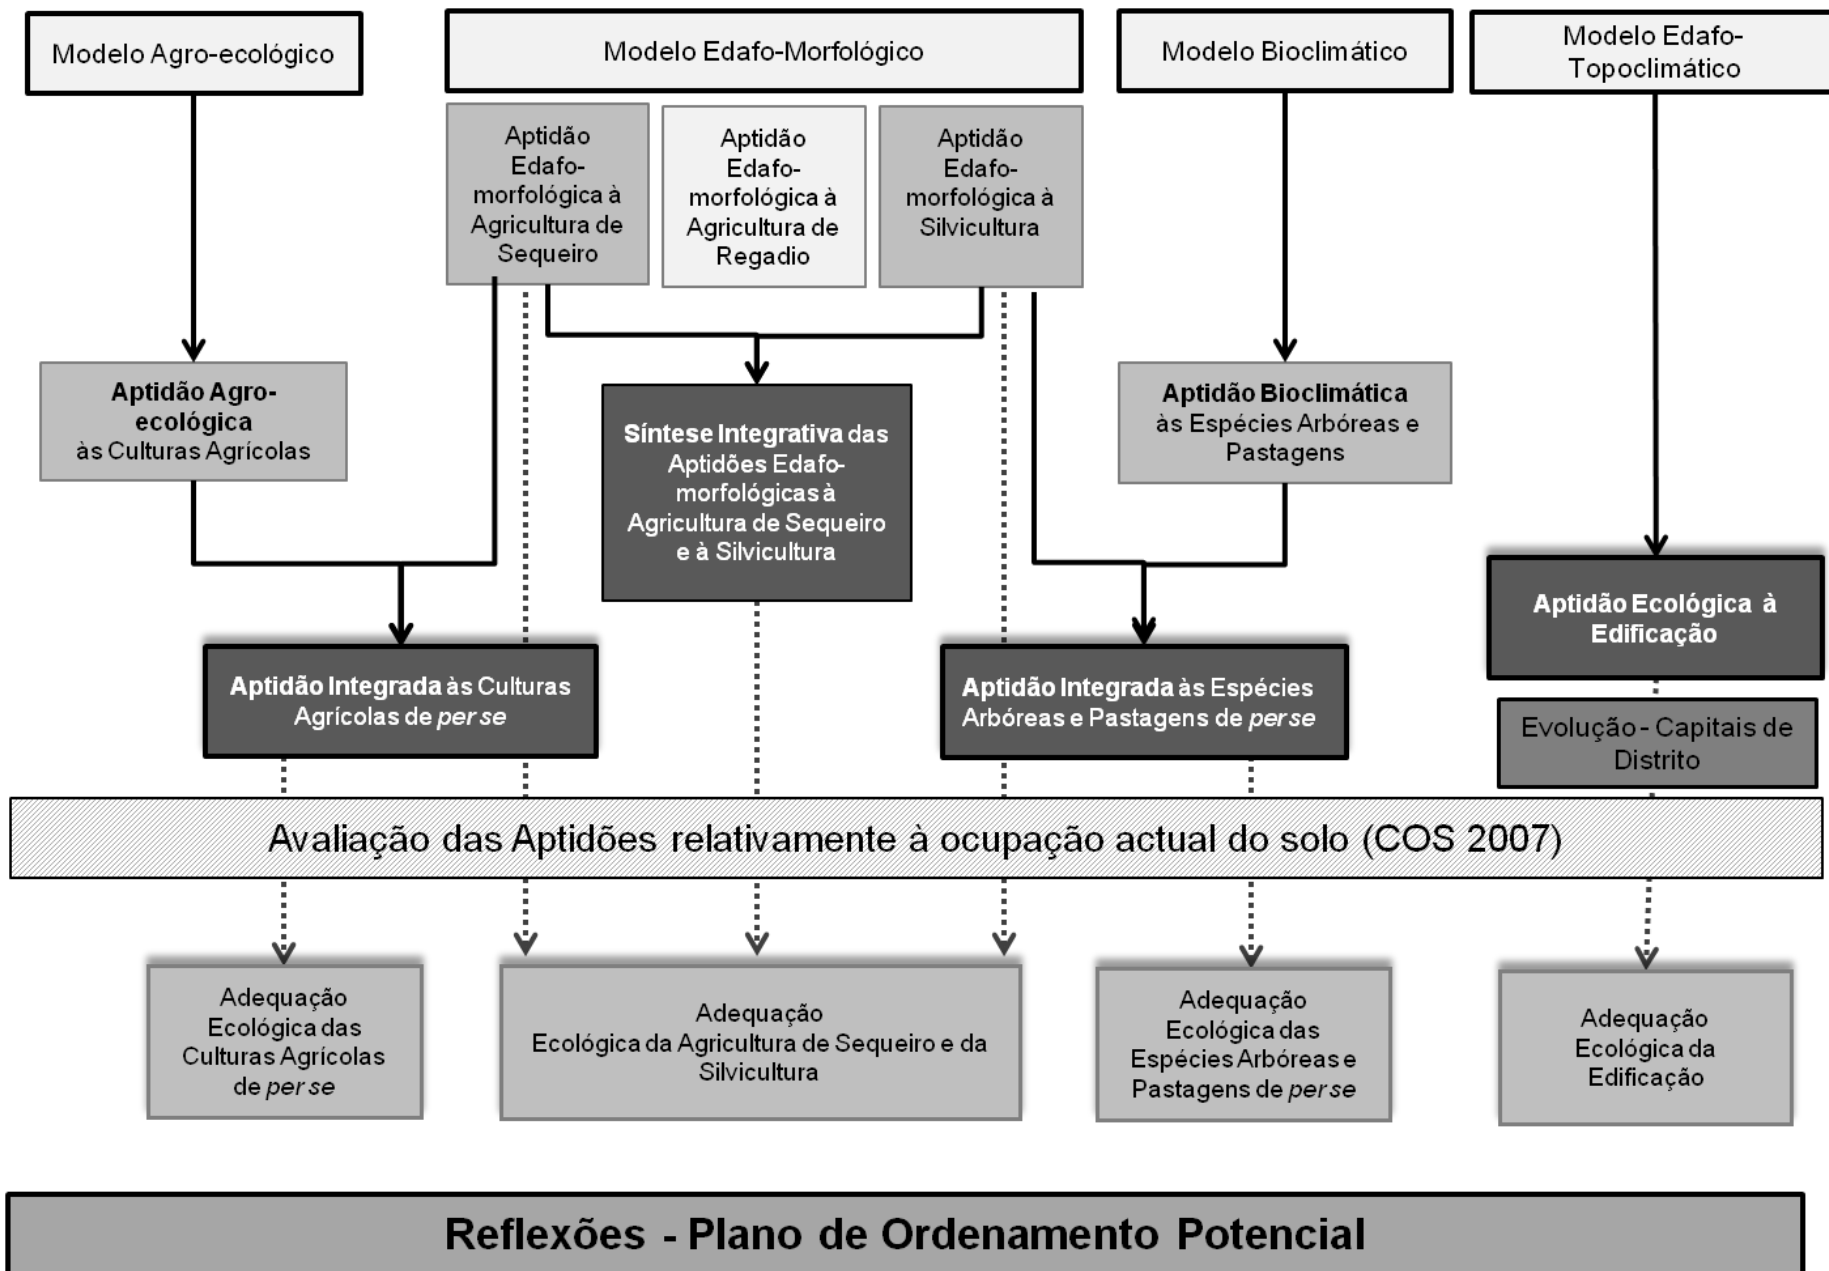 Modelo Agro-ecológico
Modelo Edafo-Morfológico
Modelo Bioclimático
Modelo Edafo-
Topoclimático
Aptidão
Edafo-
morfológica à
Agricultura de
Sequeiro
Aptidão
Edafo-
morfológica à
Agricultura de
Regadio
Aptidão
Edafo-
morfológica à
Silvicultura
Aptidão Agro-
ecológica
às Culturas Agrícolas
Síntese Integrativa das
Aptidões Edafo-
morfológicas à
Agricultura de Sequeiro
e à Silvicultura
Aptidão Bioclimática
às Espécies Arbóreas e
Pastagens
Aptidão Ecológica à
Edificação
Aptidão Integrada às Culturas
Agrícolas de per se
Aptidão Integrada às Espécies
Arbóreas e Pastagens de per se
Evolução - Capitais de
Distrito
Avaliação das Aptidões relativamente à ocupação actual do solo (COS 2007)
Adequação
Ecológica das
Culturas Agrícolas
de per se
Adequação
Ecológica da Agricultura de Sequeiro e da
Silvicultura
Adequação
Ecológica das
Espécies Arbóreas e
Pastagens de per se
Adequação
Ecológica da
Edificação
Reflexões - Plano de Ordenamento Potencial